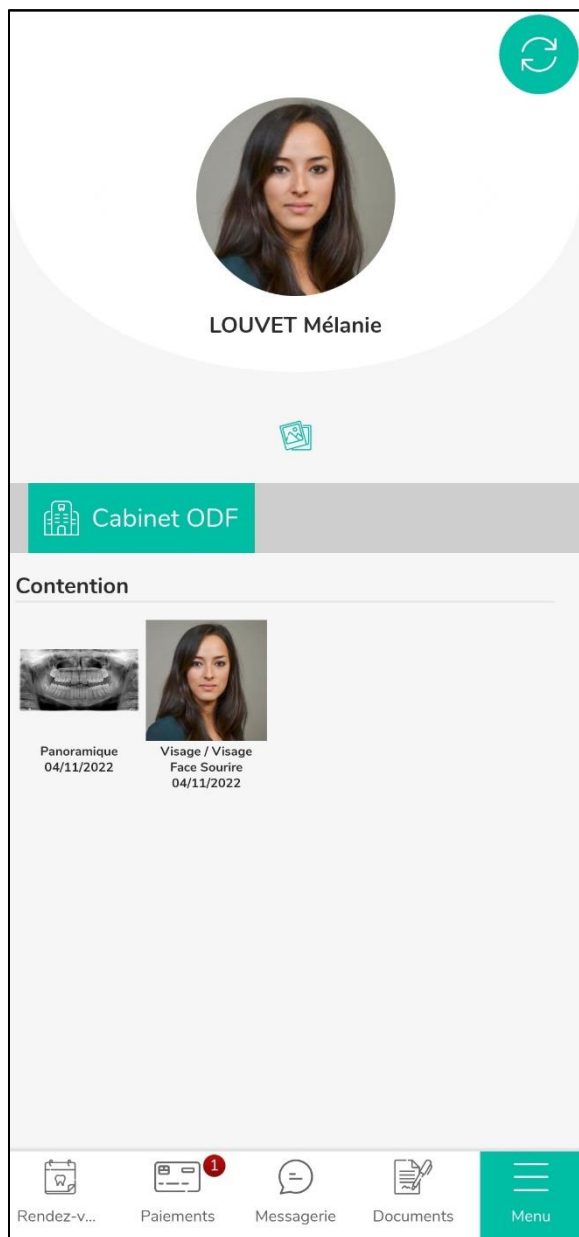 LOUVET Mélanie
Cabinet ODF
Contention
Panoramique
04/11/2022
Visage / Visage
Face Sourire
04/11/2022
1
Rendez-v...
Paiements
Messagerie
Documents
Menu